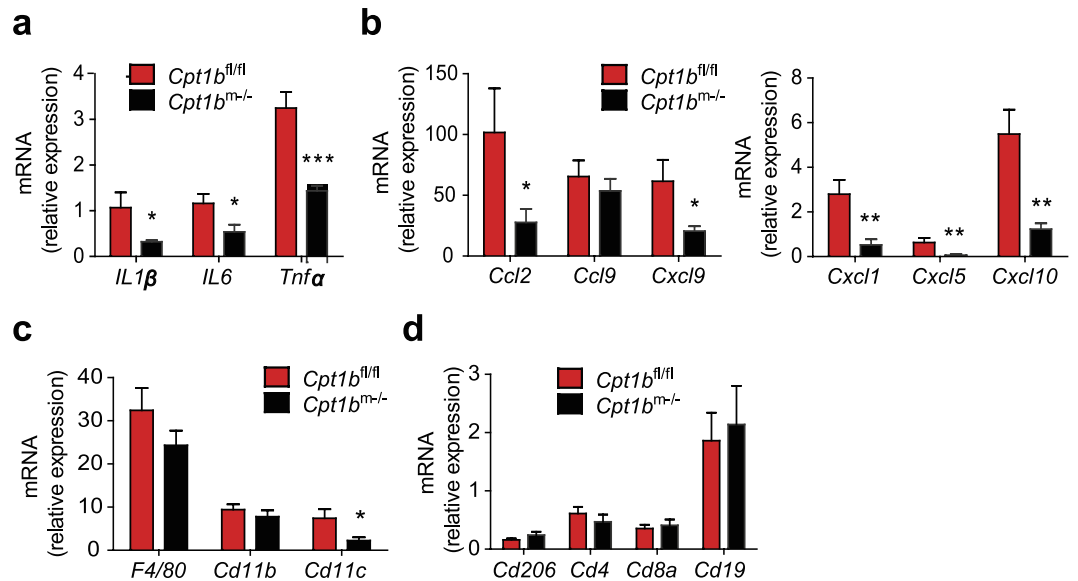 a
mRNA
(relative expression)
4
3
2
1
0
Cpt1b^fl/fl
Cpt1b^m-/-
*
*
***
IL1β IL6 Tnfα
b
mRNA
(relative expression)
150
100
50
0
Cpt1b^fl/fl
Cpt1b^m-/-
*
*
Ccl2 Ccl9 Cxcl9
mRNA
(relative expression)
8
6
4
2
0
**
**
**
Cxcl1 Cxcl5 Cxcl10
c
mRNA
(relative expression)
40
30
20
10
0
Cpt1b^fl/fl
Cpt1b^m-/-
*
F4/80 Cd11b Cd11c
d
mRNA
(relative expression)
3
2
1
0
Cpt1b^fl/fl
Cpt1b^m-/-
Cd206 Cd4 Cd8a Cd19